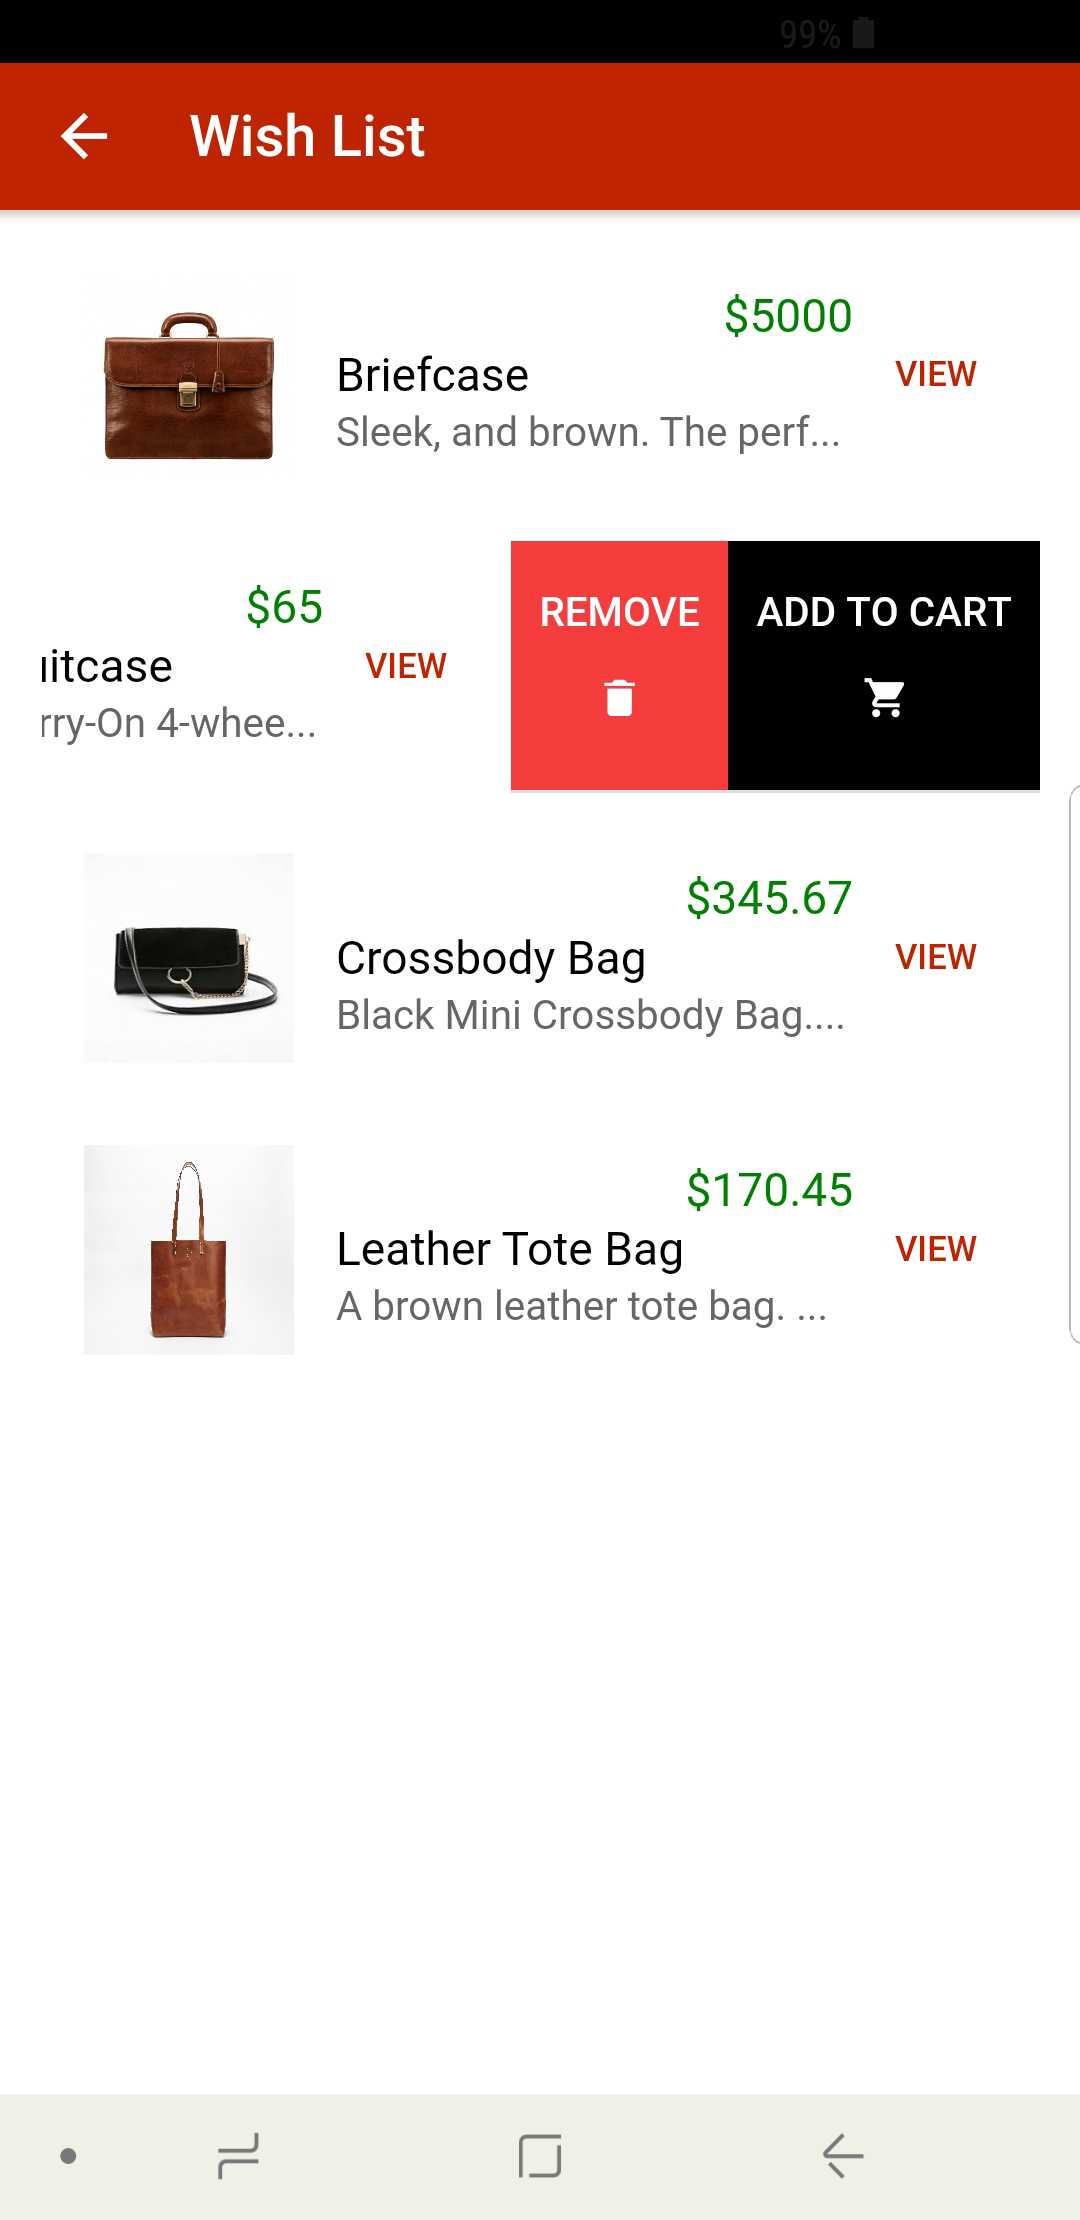 99%
Wish List
$5000
Briefcase
VIEW
Sleek, and brown. The perf...
$65
uitcase
VIEW
rry-On 4-whee...
REMOVE
ADD TO CART
$345.67
Crossbody Bag
VIEW
Black Mini Crossbody Bag....
$170.45
Leather Tote Bag
VIEW
A brown leather tote bag. ...